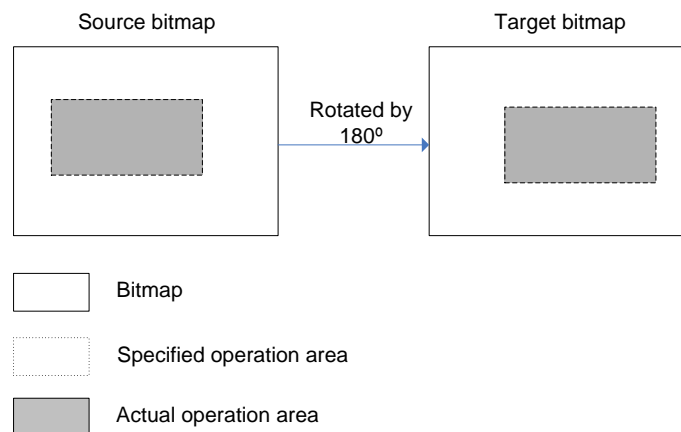 Source bitmap
Target bitmap
Rotated by
180º
Bitmap
Specified operation area
Actual operation area